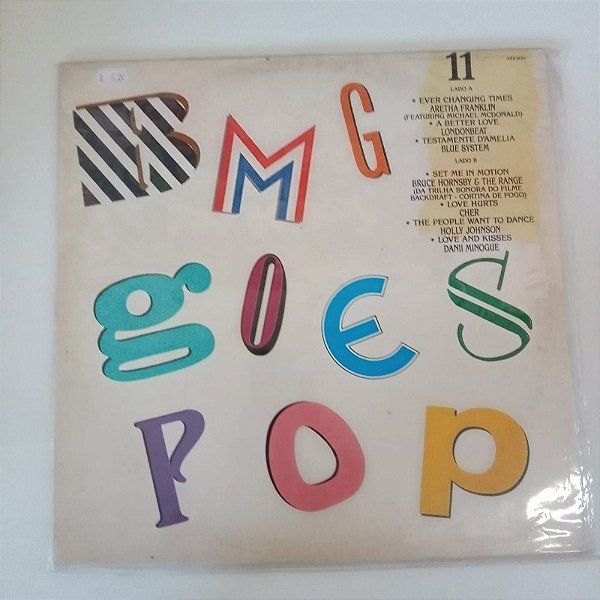 11
STEREO
LADO A
• EVER CHANGING TIMES
ARETHA FRANKLIN
(FEATURING MICHAEL MCDONALD)
• A BETTER LOVE
LONDONBEAT
• TESTAMENTE D'AMELIA
BLUE SYSTEM
LADO B
• SET ME IN MOTION
BRUCE HORNSBY & THE RANGE
(DA TRILHA SONORA DO FILME
BACKDRAFT - CORTINA DE FOGO)
• LOVE HURTS
CHER
• THE PEOPLE WANT TO DANCE
HOLLY JOHNSON
• LOVE AND KISSES
DANII MINOGUE
BMG
goes
POP